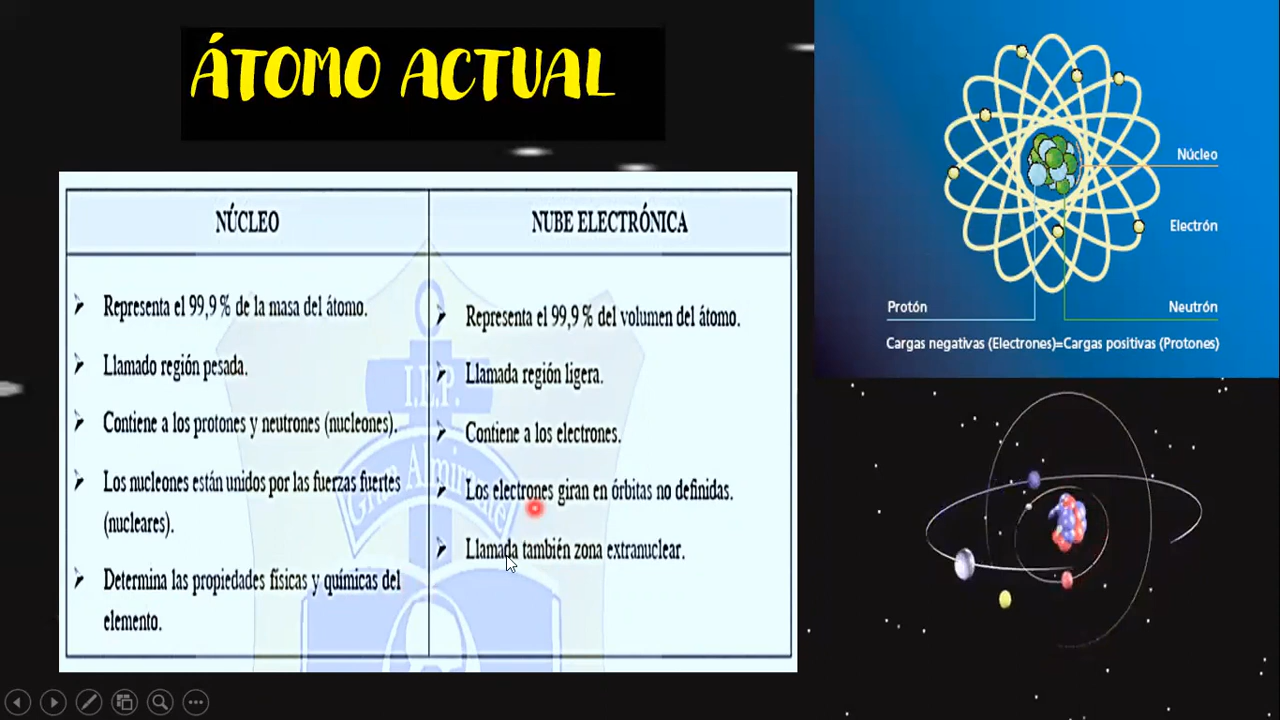 ÁTOMO ACTUAL
NÚCLEO
Representa el 99,9% de la masa del átomo.
Llamado región pesada.
Contiene a los protones y neutrones (nucleones).
Los nucleones están unidos por las fuerzas fuertes
(nucleares).
Determina las propiedades físicas y químicas del
elemento.
NUBE ELECTRÓNICA
Representa el 99,9% del volumen del átomo.
Llamada región ligera.
Contiene a los electrones.
Los electrones giran en órbitas no definidas.
Llamada también zona extranuclear.
I.E.P.
Gran Almirante
Núcleo
Electrón
Protón
Neutrón
Cargas negativas (Electrones)=Cargas positivas (Protones)